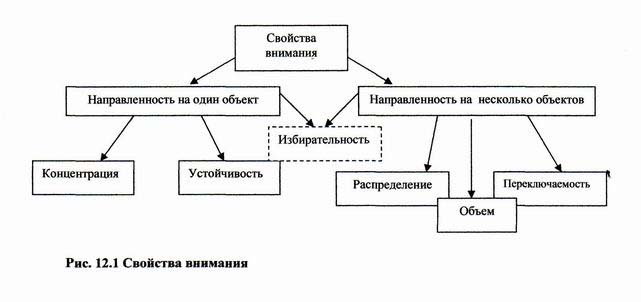 Свойства
внимания
Направленность на один объект
Направленность на несколько объектов
Избирательность
Концентрация
Устойчивость
Распределение
Переключаемость
Объем
Рис. 12.1 Свойства внимания